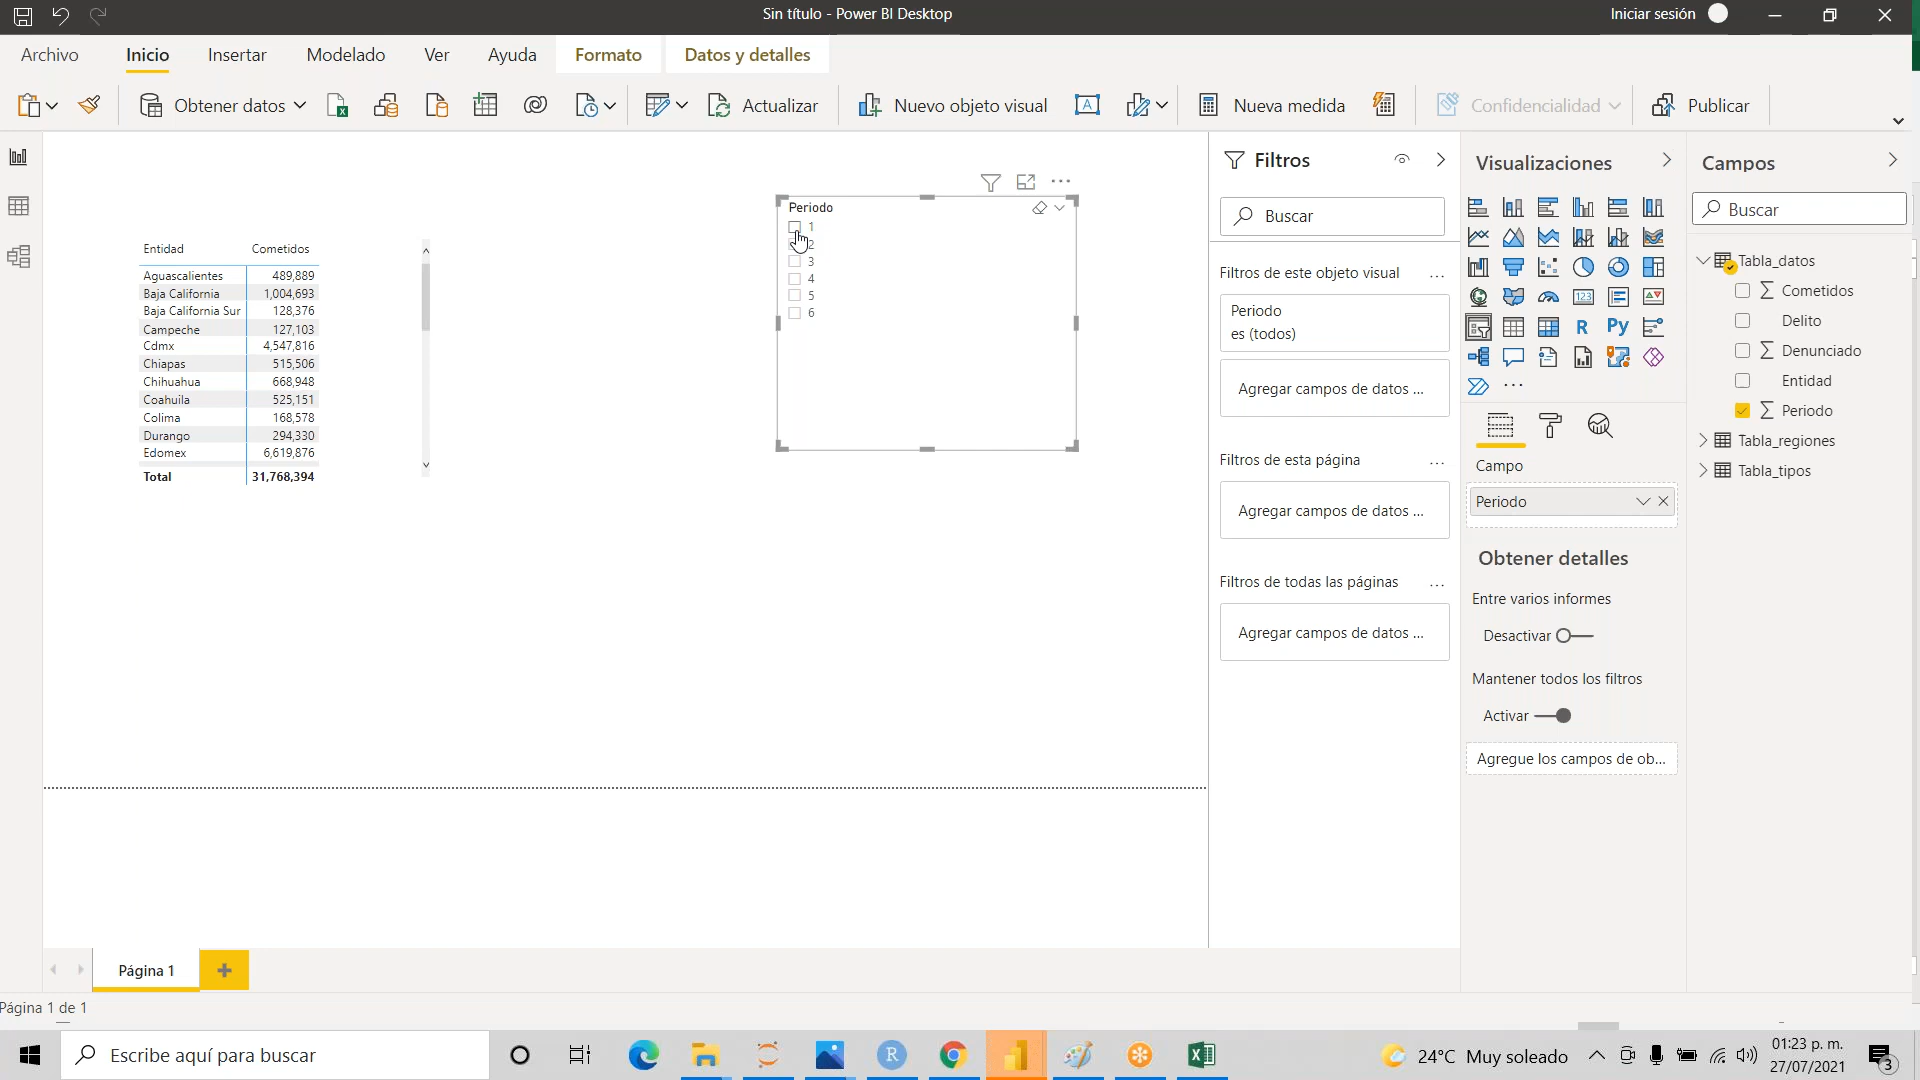 Sin título - Power BI Desktop
Iniciar sesión
Archivo
Inicio
Insertar
Modelado
Ver
Ayuda
Formato
Datos y detalles
Obtener datos
Actualizar
Nuevo objeto visual
Nueva medida
Confidencialidad
Publicar
Entidad Cometidos
Aguascalientes 489,889
Baja California 1,004,693
Baja California Sur 128,376
Campeche 127,103
Cdmx 4,547,816
Chiapas 515,506
Chihuahua 668,948
Coahuila 525,151
Colima 168,578
Durango 294,330
Edomex 6,619,876
Total 31,768,394
Periodo
1
2
3
4
5
6
Filtros
Buscar
Filtros de este objeto visual ...
Periodo
es (todos)
Agregar campos de datos ...
Filtros de esta página ...
Agregar campos de datos ...
Filtros de todas las páginas ...
Agregar campos de datos ...
Visualizaciones
123
R
Py
Campo
Periodo
Obtener detalles
Entre varios informes
Desactivar
Mantener todos los filtros
Activar
Agregue los campos de ob...
Campos
Buscar
Tabla_datos
Cometidos
Delito
Denunciado
Entidad
Periodo
Tabla_regiones
Tabla_tipos
Página 1
Página 1 de 1
Escribe aquí para buscar
R
24°C Muy soleado
01:23 p. m.
27/07/2021
3